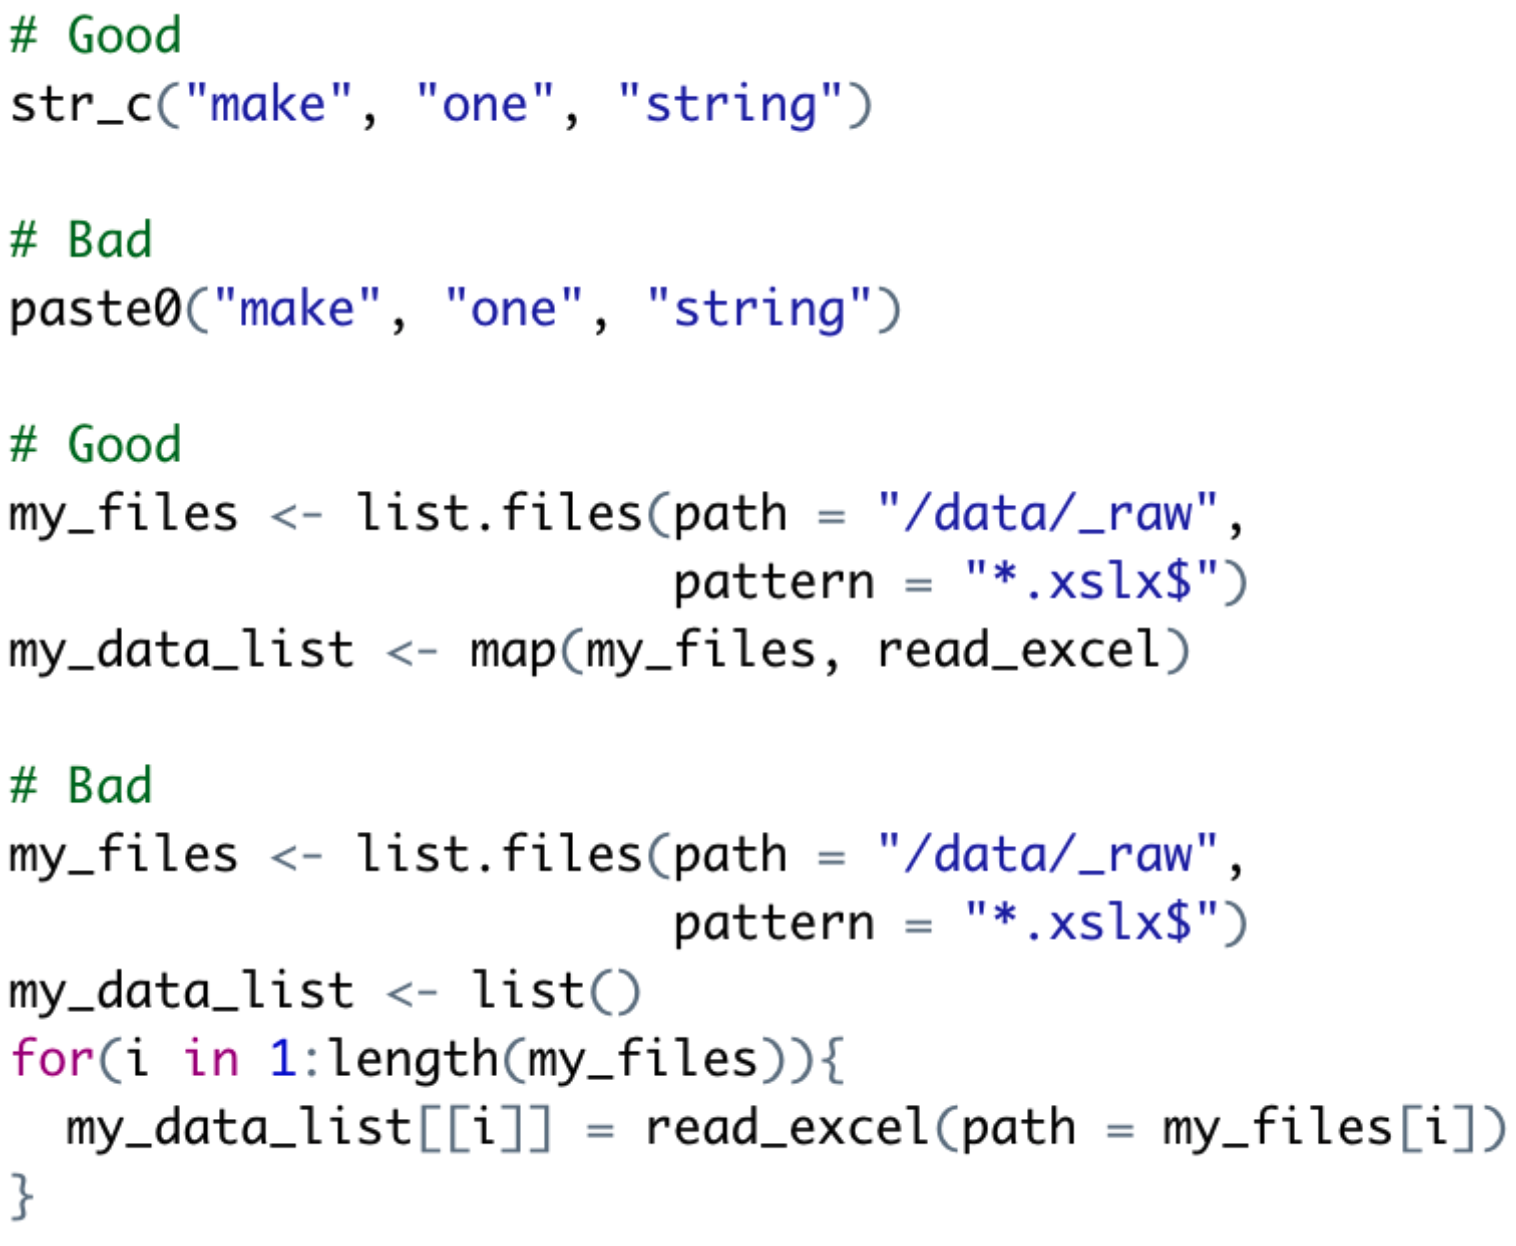 # Good
str_c("make", "one", "string")
# Bad
paste0("make", "one", "string")
# Good
my_files <- list.files(path = "/data/_raw",
                       pattern = "*.xslx$")
my_data_list <- map(my_files, read_excel)
# Bad
my_files <- list.files(path = "/data/_raw",
                       pattern = "*.xslx$")
my_data_list <- list()
for(i in 1:length(my_files)){
  my_data_list[[i]] = read_excel(path = my_files[i])
}